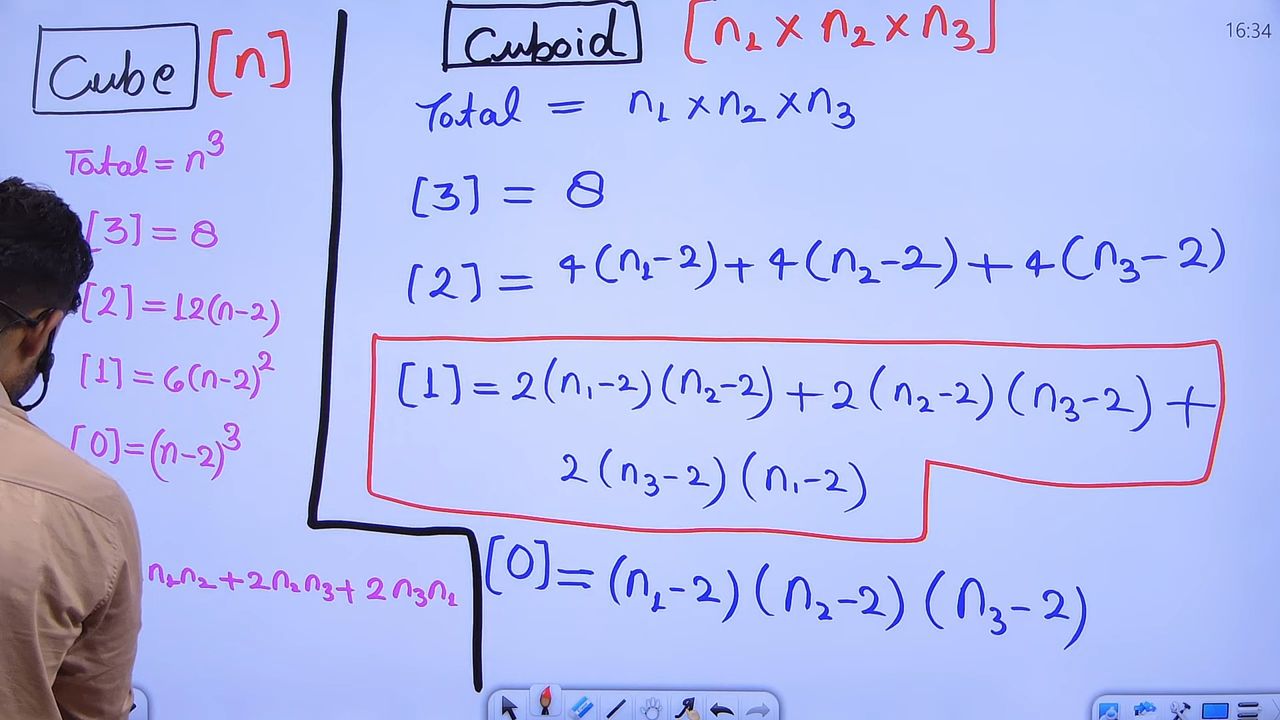 Cube [n]
Total = n³
[3] = 8
[2] = 12(n-2)
[1] = 6(n-2)²
[0] = (n-2)³
n₁n₂ + 2n₂n₃ + 2n₃n₁
Cuboid [n₁ × n₂ × n₃]
16:34
Total = n₁ × n₂ × n₃
[3] = 8
[2] = 4(n₁-2) + 4(n₂-2) + 4(n₃-2)
[1] = 2(n₁-2)(n₂-2) + 2(n₂-2)(n₃-2) +
2(n₃-2)(n₁-2)
[0] = (n₁-2)(n₂-2)(n₃-2)